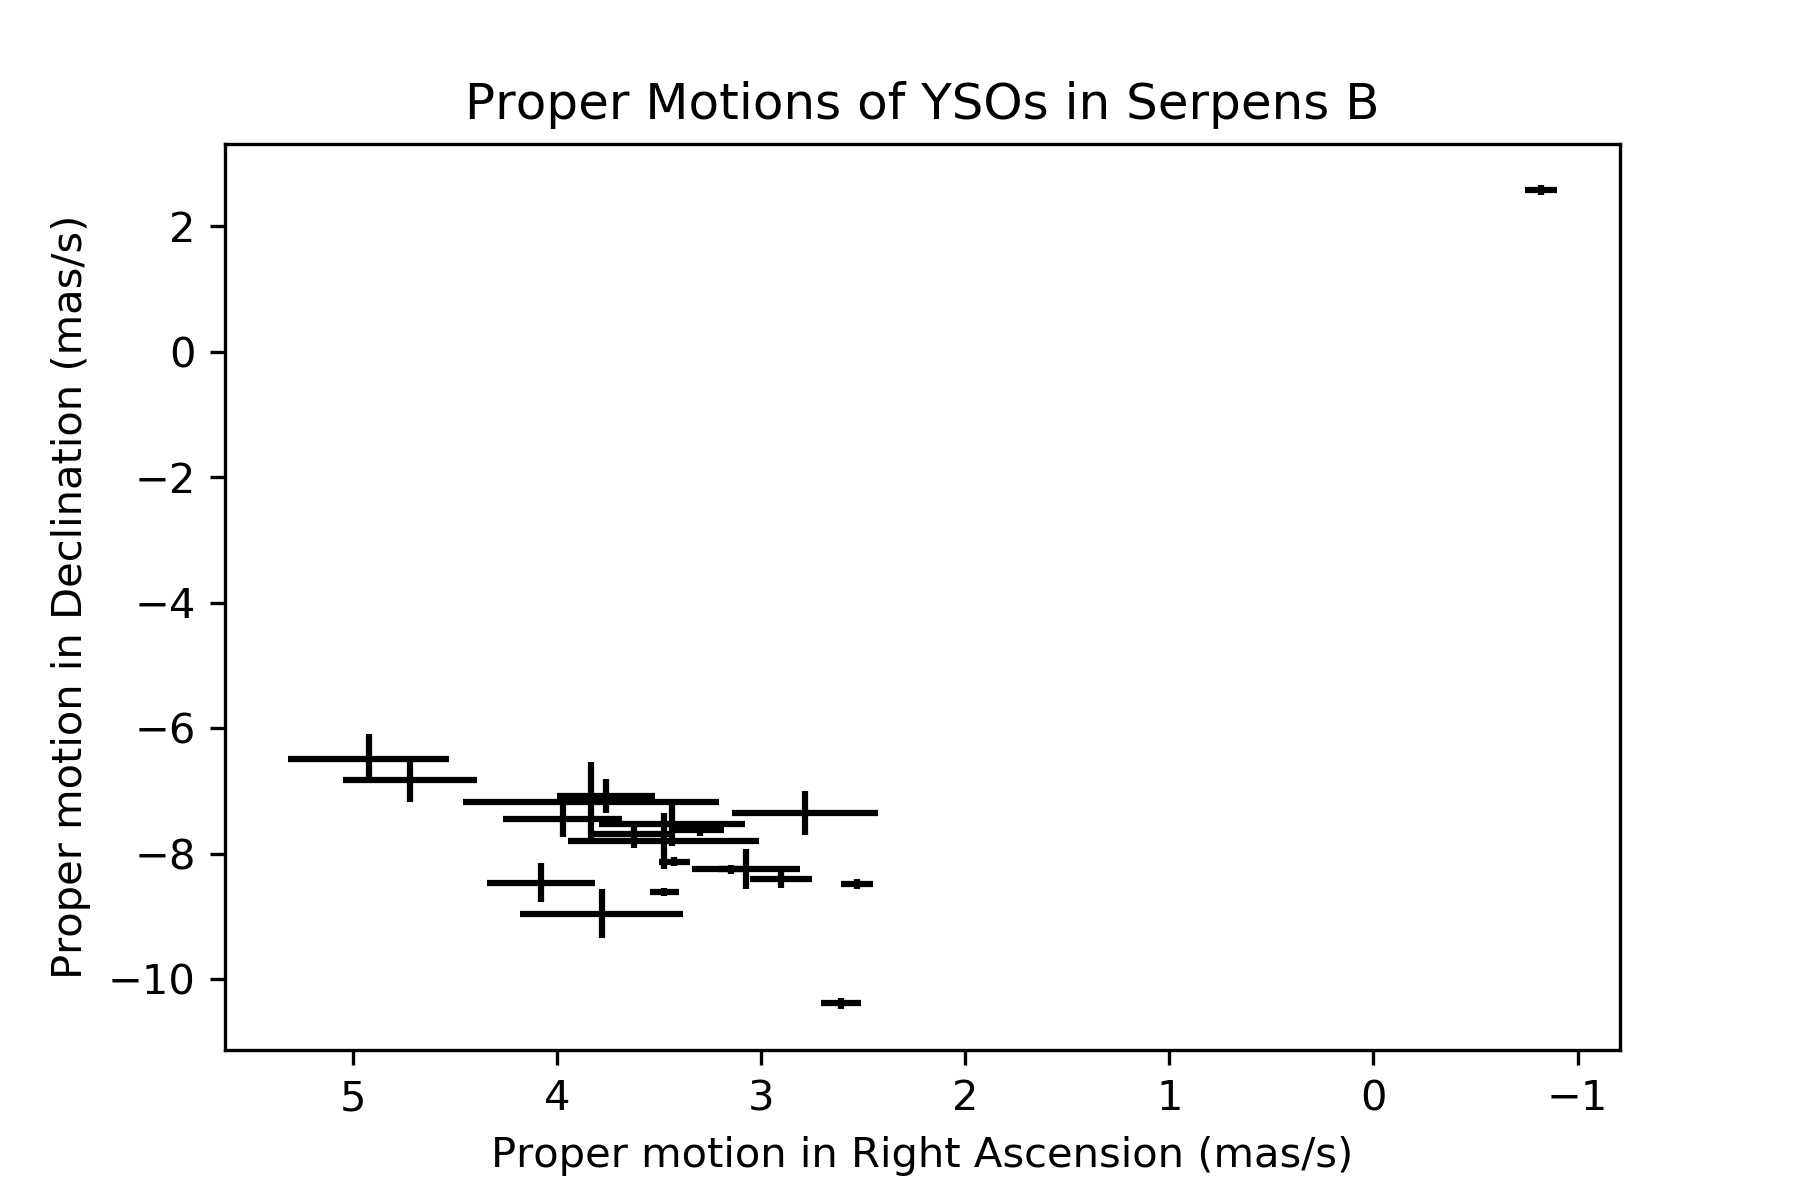 Proper Motions of YSOs in Serpens B
Proper motion in Declination (mas/s)
2
0
−2
−4
−6
−8
−10
5 4 3 2 1 0 −1
Proper motion in Right Ascension (mas/s)